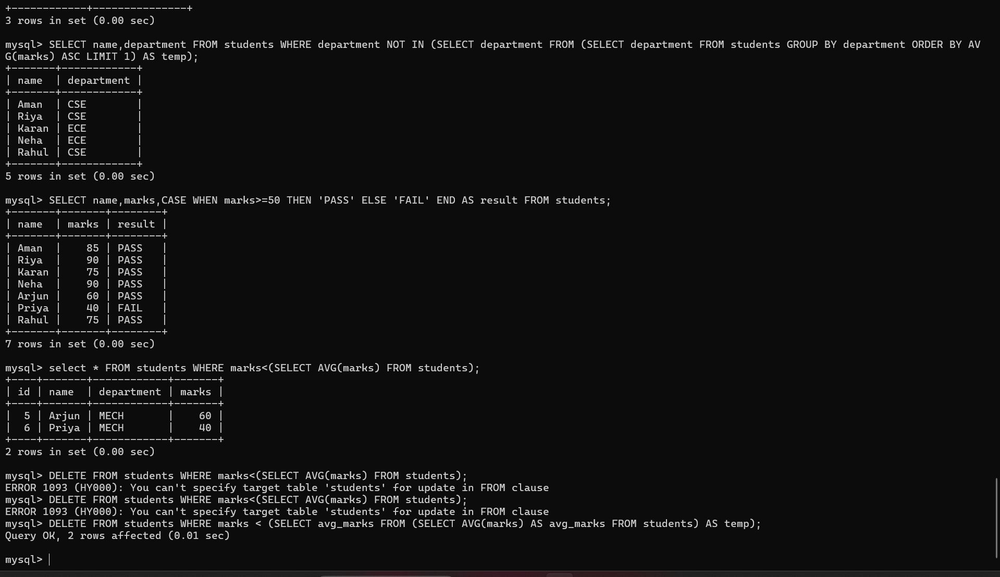 +------------+---------------+
3 rows in set (0.00 sec)
mysql> SELECT name,department FROM students WHERE department NOT IN (SELECT department FROM (SELECT department FROM students GROUP BY department ORDER BY AV
G(marks) ASC LIMIT 1) AS temp);
+-------+------------+
| name  | department |
+-------+------------+
| Aman  | CSE        |
| Riya  | CSE        |
| Karan | ECE        |
| Neha  | ECE        |
| Rahul | CSE        |
+-------+------------+
5 rows in set (0.00 sec)
mysql> SELECT name,marks,CASE WHEN marks>=50 THEN 'PASS' ELSE 'FAIL' END AS result FROM students;
+-------+-------+--------+
| name  | marks | result |
+-------+-------+--------+
| Aman  |    85 | PASS   |
| Riya  |    90 | PASS   |
| Karan |    75 | PASS   |
| Neha  |    90 | PASS   |
| Arjun |    60 | PASS   |
| Priya |    40 | FAIL   |
| Rahul |    75 | PASS   |
+-------+-------+--------+
7 rows in set (0.00 sec)
mysql> select * FROM students WHERE marks<(SELECT AVG(marks) FROM students);
+----+-------+------------+-------+
| id | name  | department | marks |
+----+-------+------------+-------+
|  5 | Arjun | MECH       |    60 |
|  6 | Priya | MECH       |    40 |
+----+-------+------------+-------+
2 rows in set (0.00 sec)
mysql> DELETE FROM students WHERE marks<(SELECT AVG(marks) FROM students);
ERROR 1093 (HY000): You can't specify target table 'students' for update in FROM clause
mysql> DELETE FROM students WHERE marks<(SELECT AVG(marks) FROM students);
ERROR 1093 (HY000): You can't specify target table 'students' for update in FROM clause
mysql> DELETE FROM students WHERE marks < (SELECT avg_marks FROM (SELECT AVG(marks) AS avg_marks FROM students) AS temp);
Query OK, 2 rows affected (0.01 sec)
mysql>